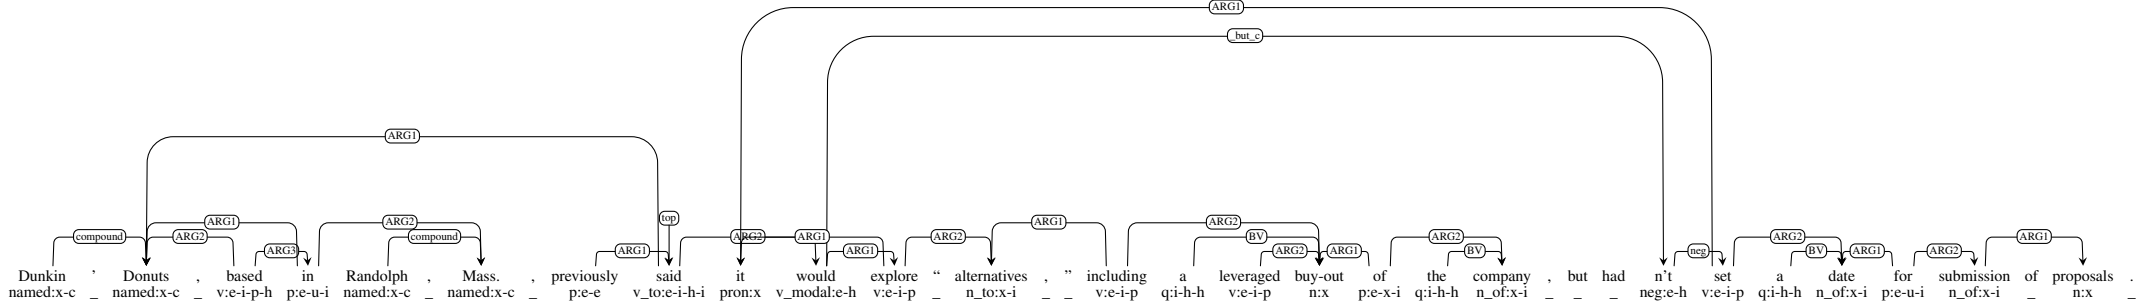 ARG1
_but_c
ARG1
top
ARG1 ARG2 ARG1 ARG2
compound ARG2 compound ARG2 ARG1 ARG2 BV ARG2 ARG2 ARG1
ARG3 ARG1 ARG1 ARG2 ARG1 BV neg BV ARG1 ARG2
Dunkin ' Donuts , based in Randolph , Mass. , previously said it would explore “ alternatives , ” including a leveraged buy-out of the company , but had n't set a date for submission of proposals .
named:x-c _ named:x-c _ v:e-i-p-h p:e-u-i named:x-c _ named:x-c _ p:e-e v_to:e-i-h-i pron:x v_modal:e-h v:e-i-p _ n_to:x-i _ _ v:e-i-p q:i-h-h v:e-i-p n:x p:e-x-i q:i-h-h n_of:x-i _ _ _ neg:e-h v:e-i-p q:i-h-h n_of:x-i p:e-u-i n_of:x-i _ n:x _